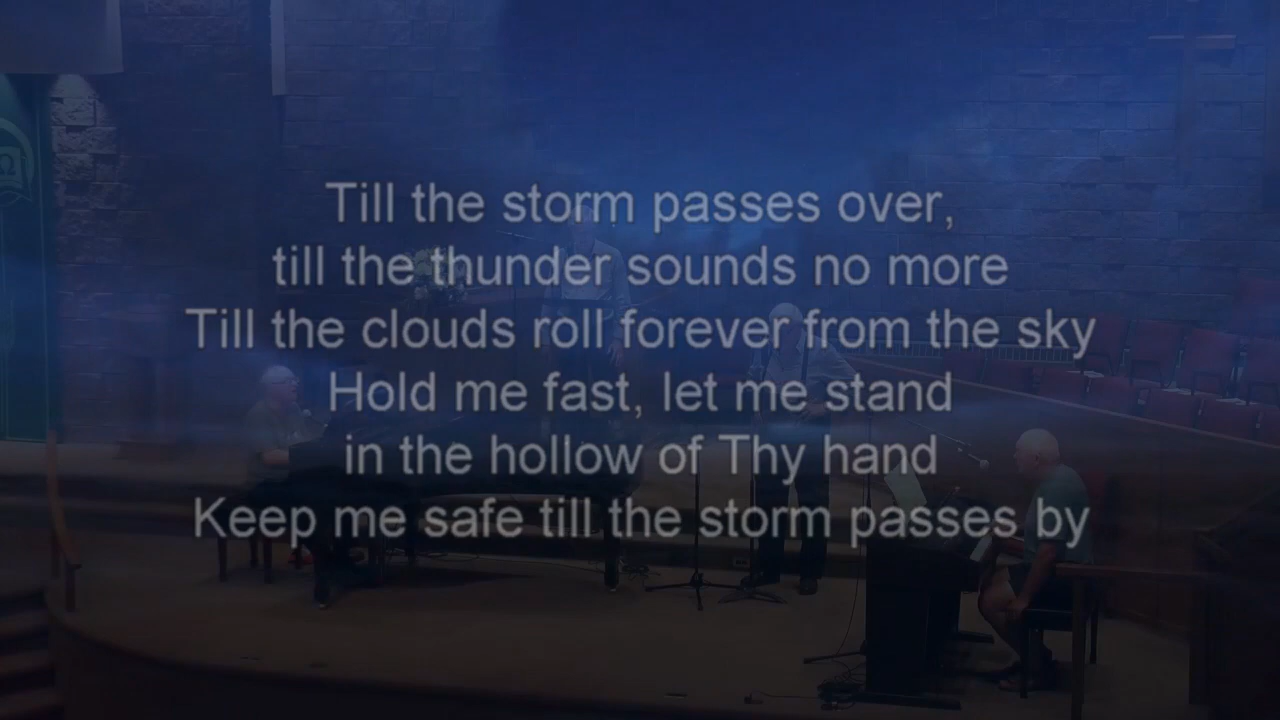 Till the storm passes over,
till the thunder sounds no more
Till the clouds roll forever from the sky
Hold me fast, let me stand
in the hollow of Thy hand
Keep me safe till the storm passes by
Ω